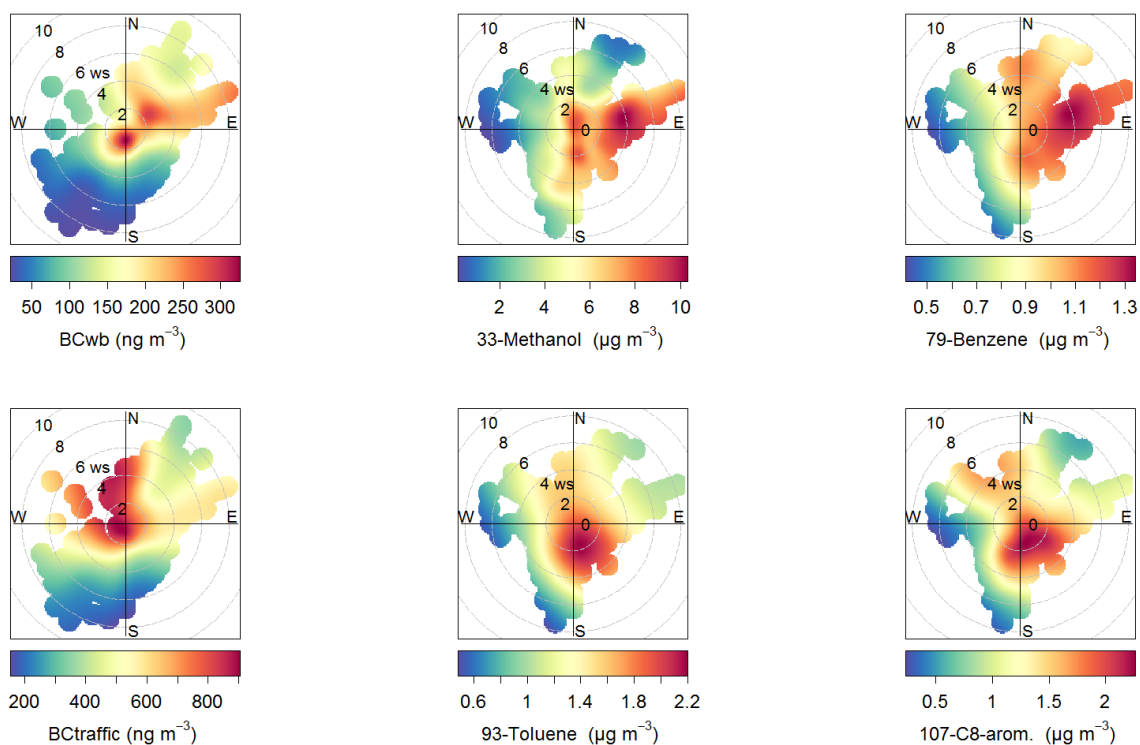 10 N
8
6 ws
4
2
W E
S
50 100 150 200 250 300
BCwb (ng m⁻³)
10 N
8
6
4 ws
2
W 0 E
S
2 4 6 8 10
33-Methanol (µg m⁻³)
10 N
8
6
4 ws
2
W 0 E
S
0.5 0.7 0.9 1.1 1.3
79-Benzene (µg m⁻³)
10 N
8
6 ws
4
2
W E
S
200 400 600 800
BCtraffic (ng m⁻³)
10 N
8
6
4 ws
2
W 0 E
S
0.6 1 1.4 1.8 2.2
93-Toluene (µg m⁻³)
10 N
8
6
4 ws
2
W 0 E
S
0.5 1 1.5 2
107-C8-arom. (µg m⁻³)